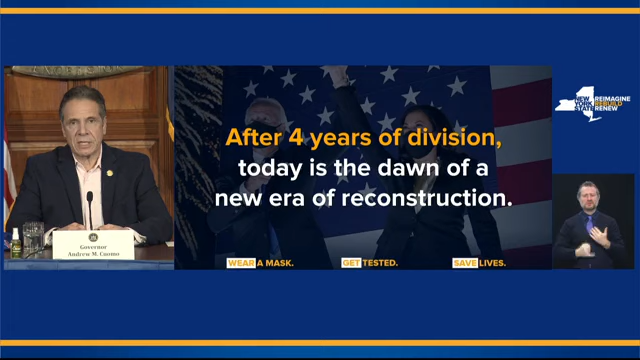 After 4 years of division,
today is the dawn of a
new era of reconstruction.
NEW
YORK
STATE
REIMAGINE
REBUILD
RENEW
Governor
Andrew M. Cuomo
WEAR A MASK.
GET TESTED.
SAVE LIVES.